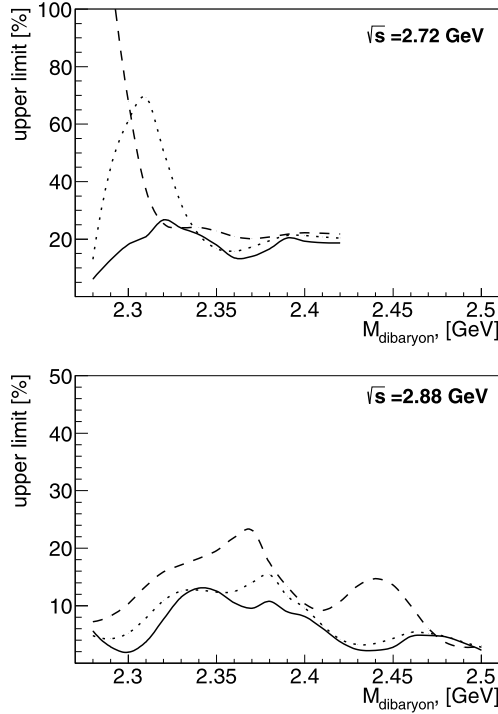 upper limit [%]
√s =2.72 GeV
100
80
60
40
20
2.3 2.35 2.4 2.45 2.5
M_dibaryon, [GeV]
upper limit [%]
√s =2.88 GeV
50
40
30
20
10
2.3 2.35 2.4 2.45 2.5
M_dibaryon, [GeV]